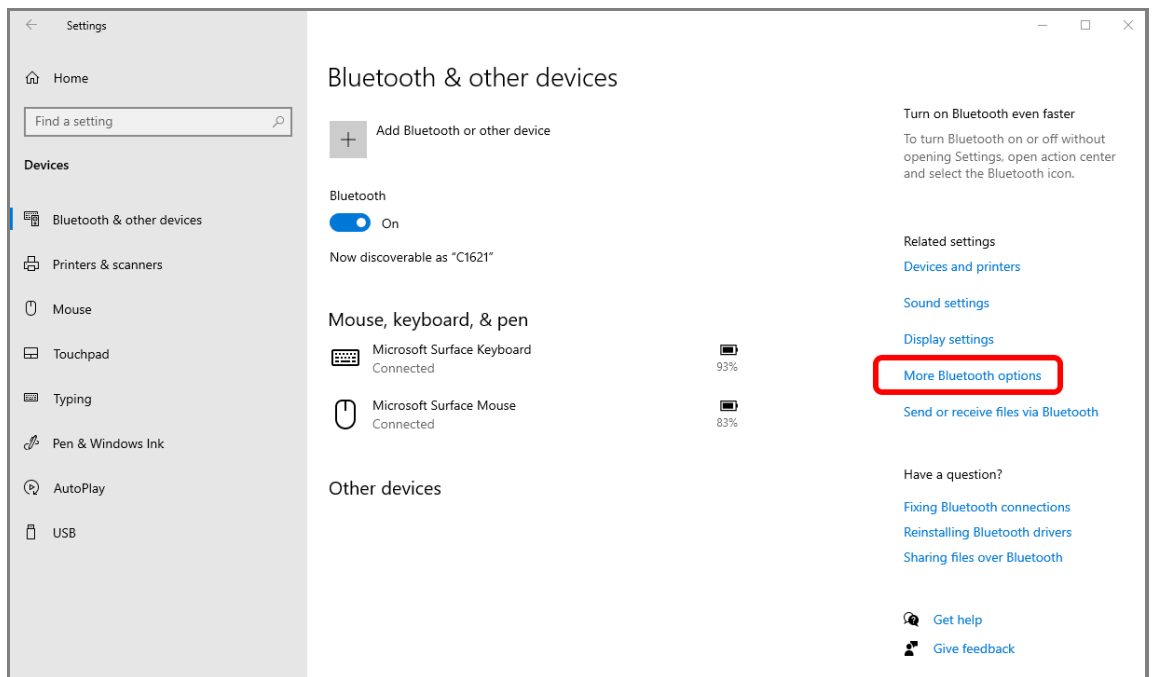 Settings
Home
Find a setting
Devices
Bluetooth & other devices
Printers & scanners
Mouse
Touchpad
Typing
Pen & Windows Ink
AutoPlay
USB
Bluetooth & other devices
Add Bluetooth or other device
Bluetooth
On
Now discoverable as “C1621”
Mouse, keyboard, & pen
Microsoft Surface Keyboard
Connected
93%
Microsoft Surface Mouse
Connected
83%
Other devices
Turn on Bluetooth even faster
To turn Bluetooth on or off without
opening Settings, open action center
and select the Bluetooth icon.
Related settings
Devices and printers
Sound settings
Display settings
More Bluetooth options
Send or receive files via Bluetooth
Have a question?
Fixing Bluetooth connections
Reinstalling Bluetooth drivers
Sharing files over Bluetooth
Get help
Give feedback